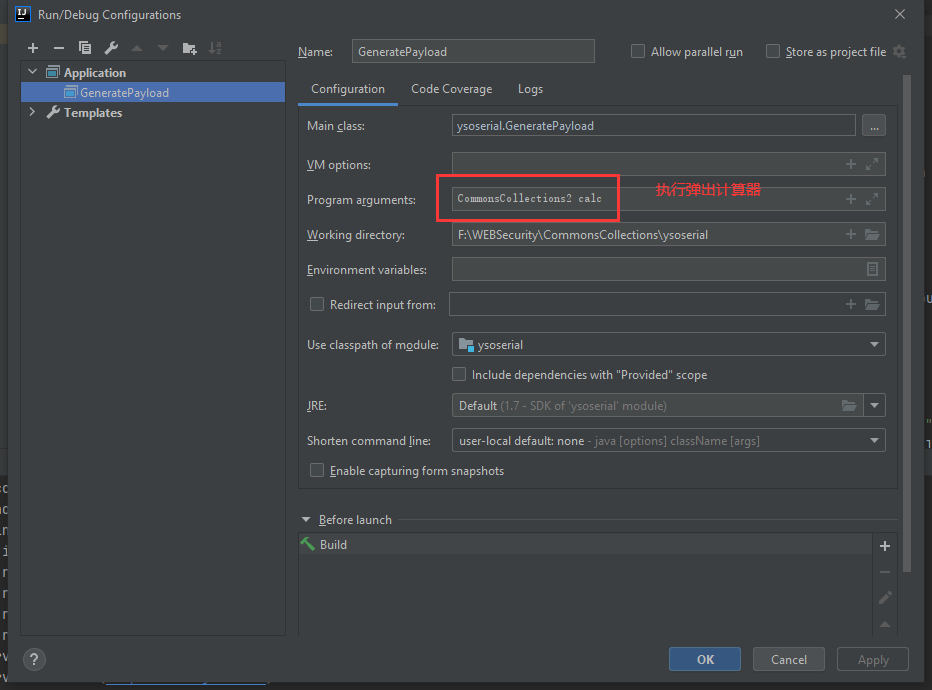 Run/Debug Configurations
Name: GeneratePayload
Allow parallel run
Store as project file
Application
GeneratePayload
Templates
Configuration
Code Coverage
Logs
Main class: ysoserial.GeneratePayload
...
VM options:
Program arguments: CommonsCollections2 calc
执行弹出计算器
Working directory: F:\WEBSecurity\CommonsCollections\ysoserial
Environment variables:
Redirect input from:
Use classpath of module: ysoserial
Include dependencies with "Provided" scope
JRE: Default (1.7 - SDK of 'ysoserial' module)
Shorten command line: user-local default: none - java [options] className [args]
Enable capturing form snapshots
Before launch
Build
?
OK
Cancel
Apply